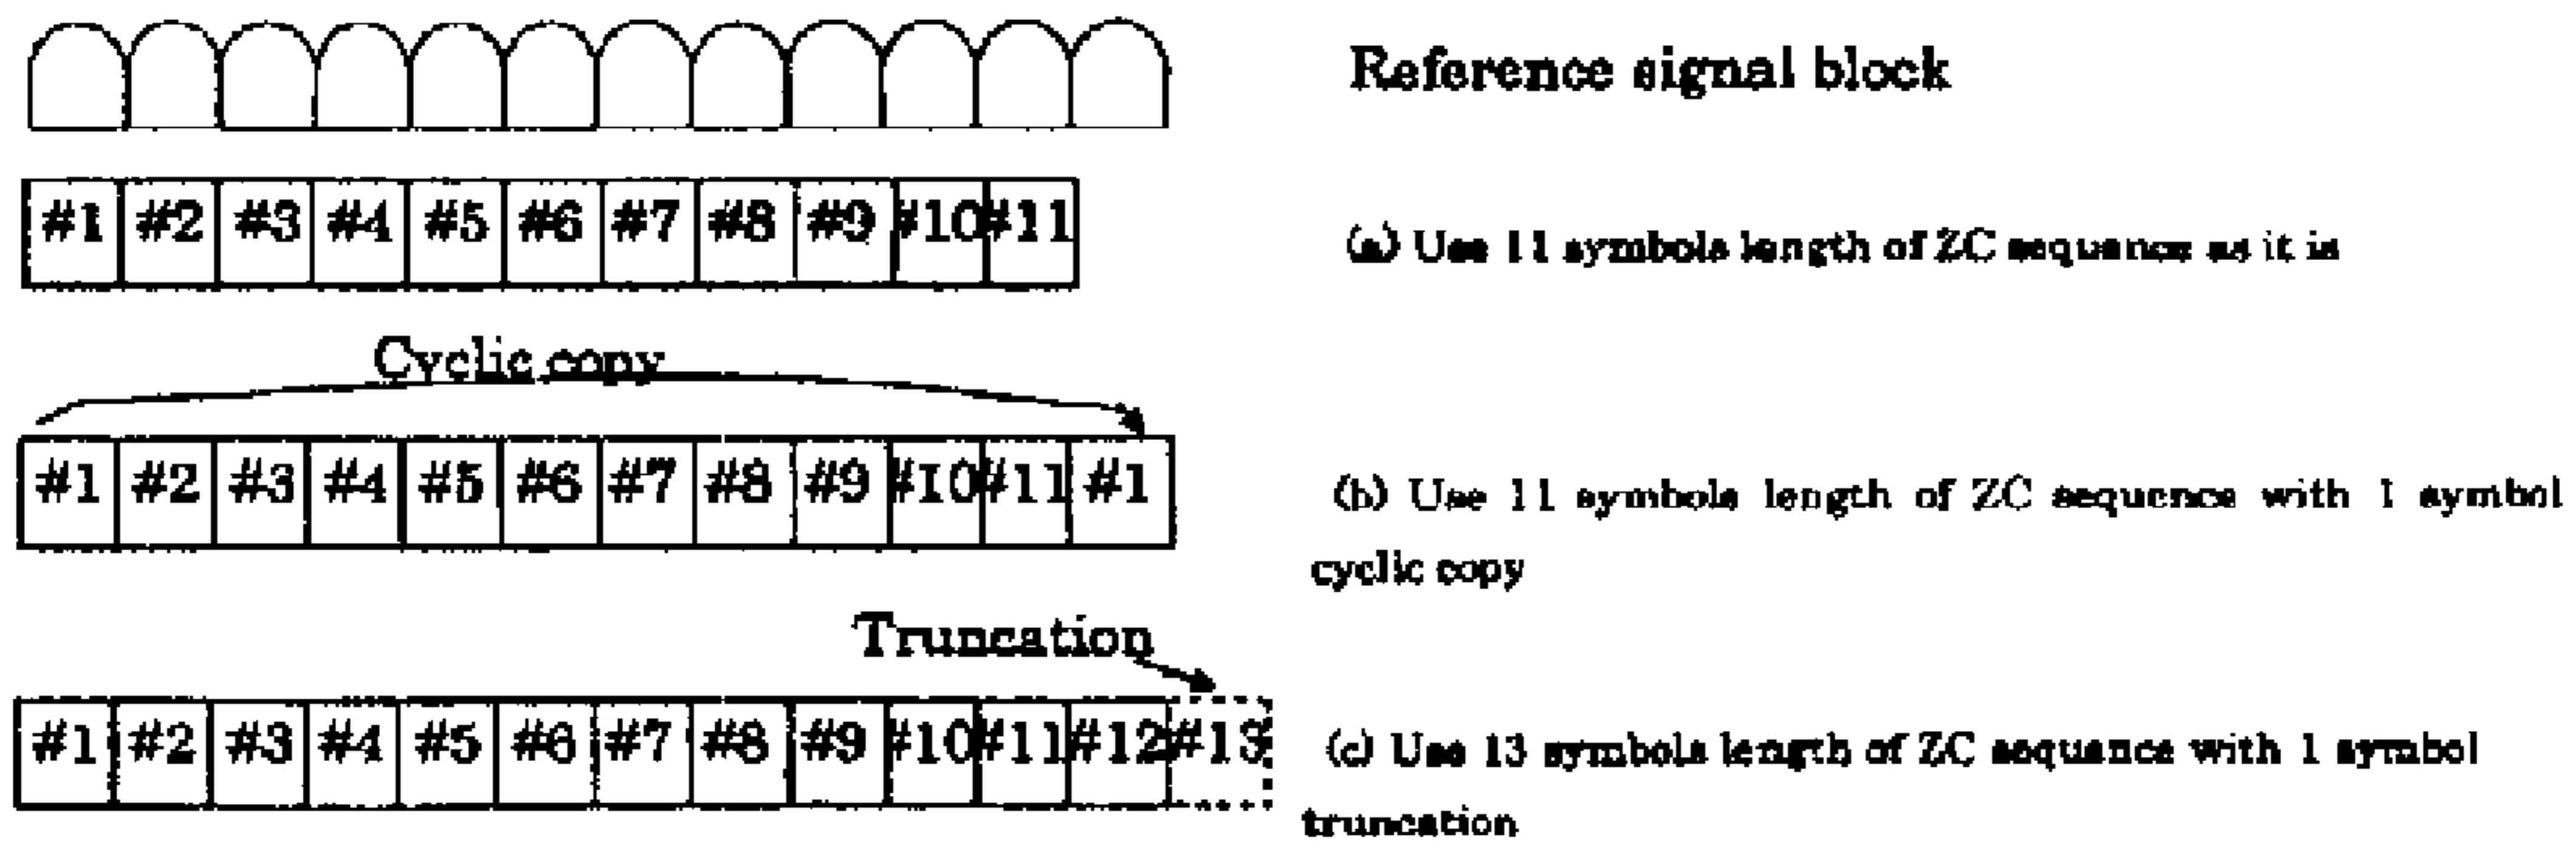 Reference signal block
#1 #2 #3 #4 #5 #6 #7 #8 #9 #10 #11
(a) Use 11 symbols length of ZC sequence as it is
Cyclic copy
#1 #2 #3 #4 #5 #6 #7 #8 #9 #10 #11 #1
(b) Use 11 symbols length of ZC sequence with 1 symbol
cyclic copy
Truncation
#1 #2 #3 #4 #5 #6 #7 #8 #9 #10 #11 #12 #13
(c) Use 13 symbols length of ZC sequence with 1 symbol
truncation